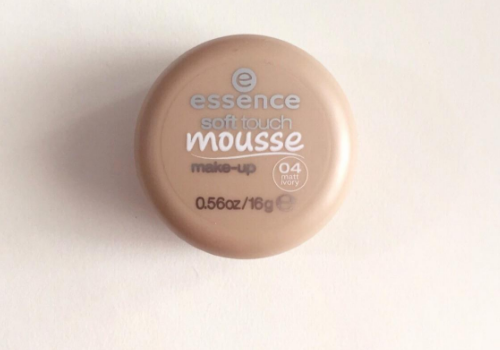 e
essence
soft touch
mousse
make-up
04
matt
ivory
0.56oz/16g e